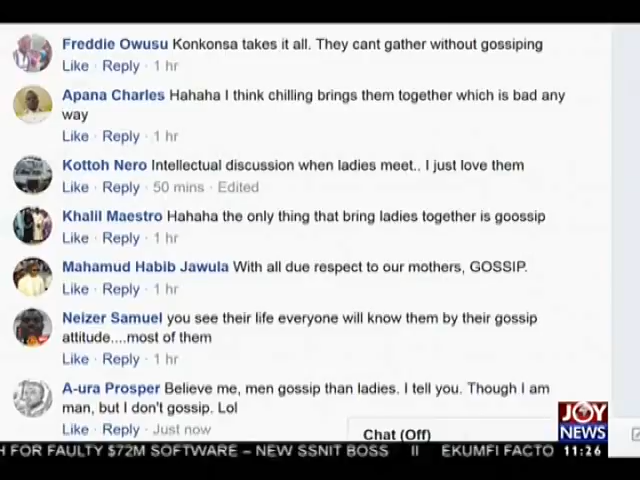 Freddie Owusu Konkonsa takes it all. They cant gather without gossiping
Like · Reply · 1 hr
Apana Charles Hahaha I think chilling brings them together which is bad any
way
Like · Reply · 1 hr
Kottoh Nero Intellectual discussion when ladies meet.. I just love them
Like · Reply · 50 mins · Edited
Khalil Maestro Hahaha the only thing that bring ladies together is goossip
Like · Reply · 1 hr
Mahamud Habib Jawula With all due respect to our mothers, GOSSIP.
Like · Reply · 1 hr
Neizer Samuel you see their life everyone will know them by their gossip
attitude....most of them
Like · Reply · 1 hr
A-ura Prosper Believe me, men gossip than ladies. I tell you. Though I am
man, but I don't gossip. Lol
Like · Reply · Just now
Chat (Off)
JOY
NEWS
H FOR FAULTY $72M SOFTWARE – NEW SSNIT BOSS II EKUMFI FACTO 11:26